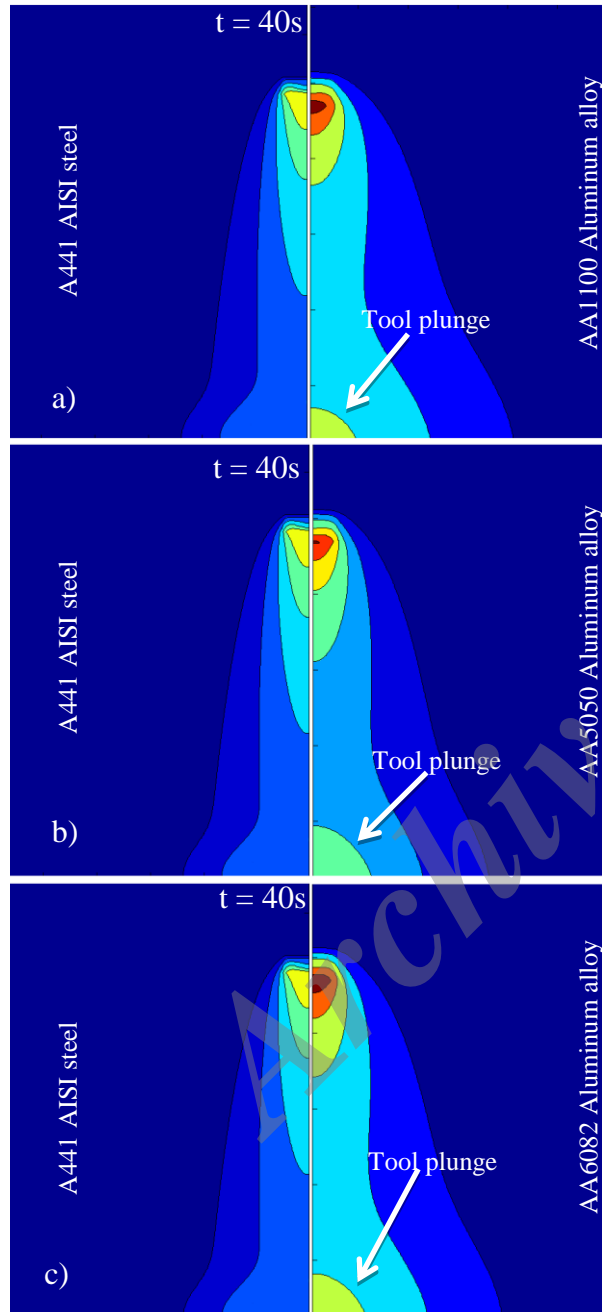 t = 40s
A441 AISI steel
AA1100 Aluminum alloy
Tool plunge
a)
t = 40s
A441 AISI steel
AA5050 Aluminum alloy
Tool plunge
b)
t = 40s
A441 AISI steel
AA6082 Aluminum alloy
Tool plunge
c)
Archiv